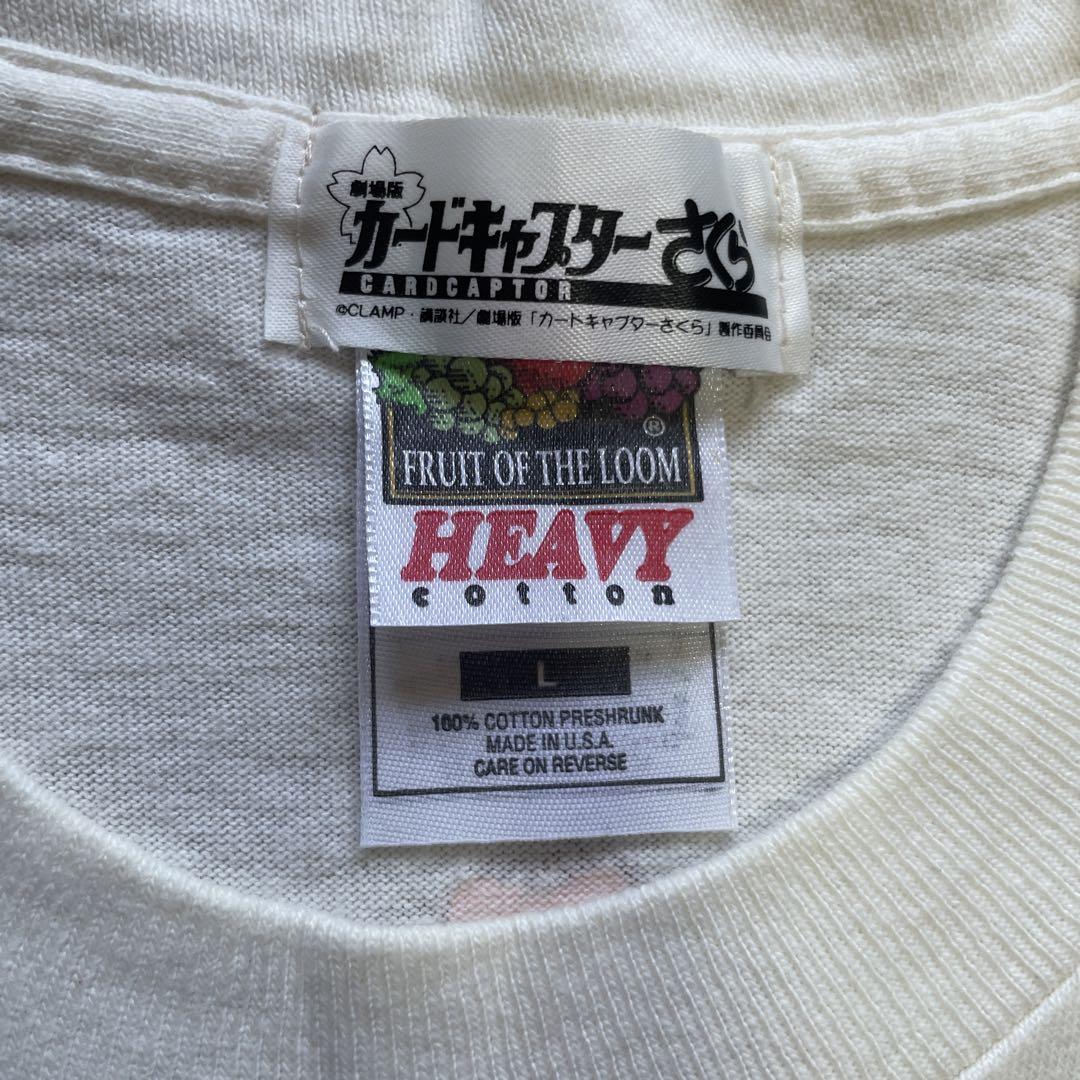 劇場版
カードキャプターさくら
CARDCAPTOR
©CLAMP・講談社／劇場版「カードキャプターさくら」製作委員会
®
FRUIT OF THE LOOM
HEAVY
cotton
L
100% COTTON PRESHRUNK
MADE IN U.S.A.
CARE ON REVERSE